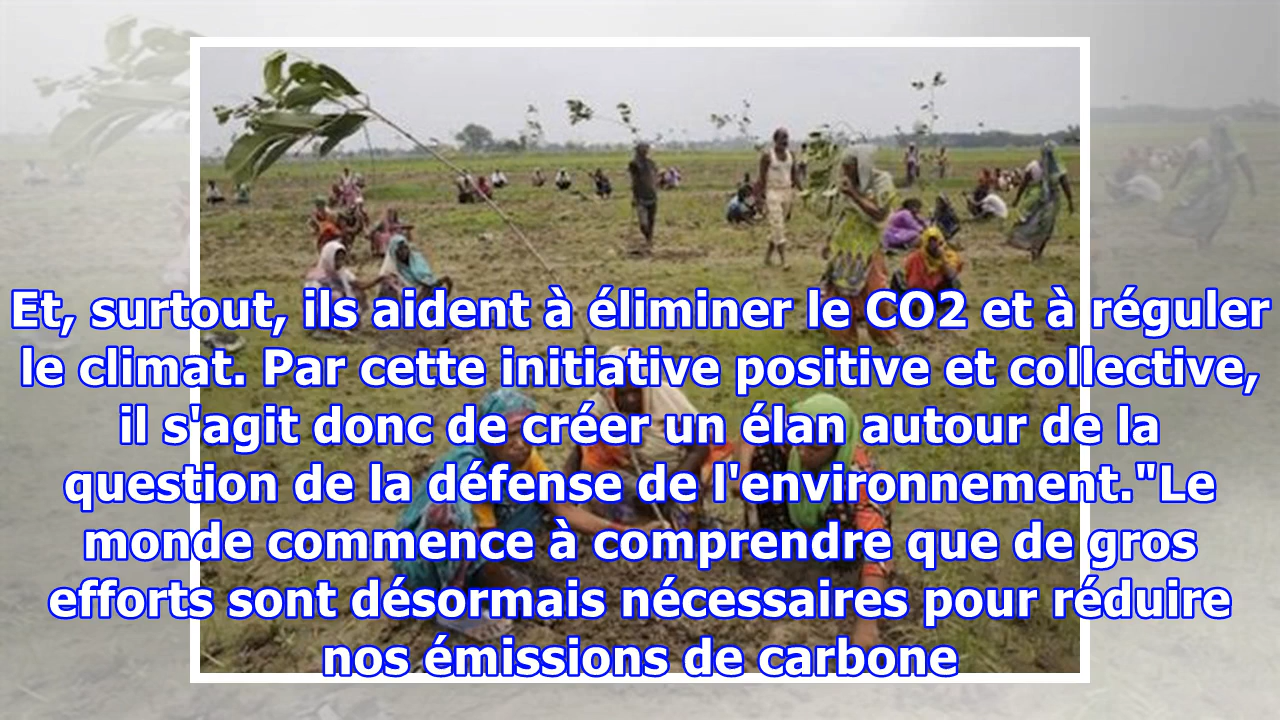 Et, surtout, ils aident à éliminer le CO2 et à réguler
le climat. Par cette initiative positive et collective,
il s'agit donc de créer un élan autour de la
question de la défense de l'environnement."Le
monde commence à comprendre que de gros
efforts sont désormais nécessaires pour réduire
nos émissions de carbone